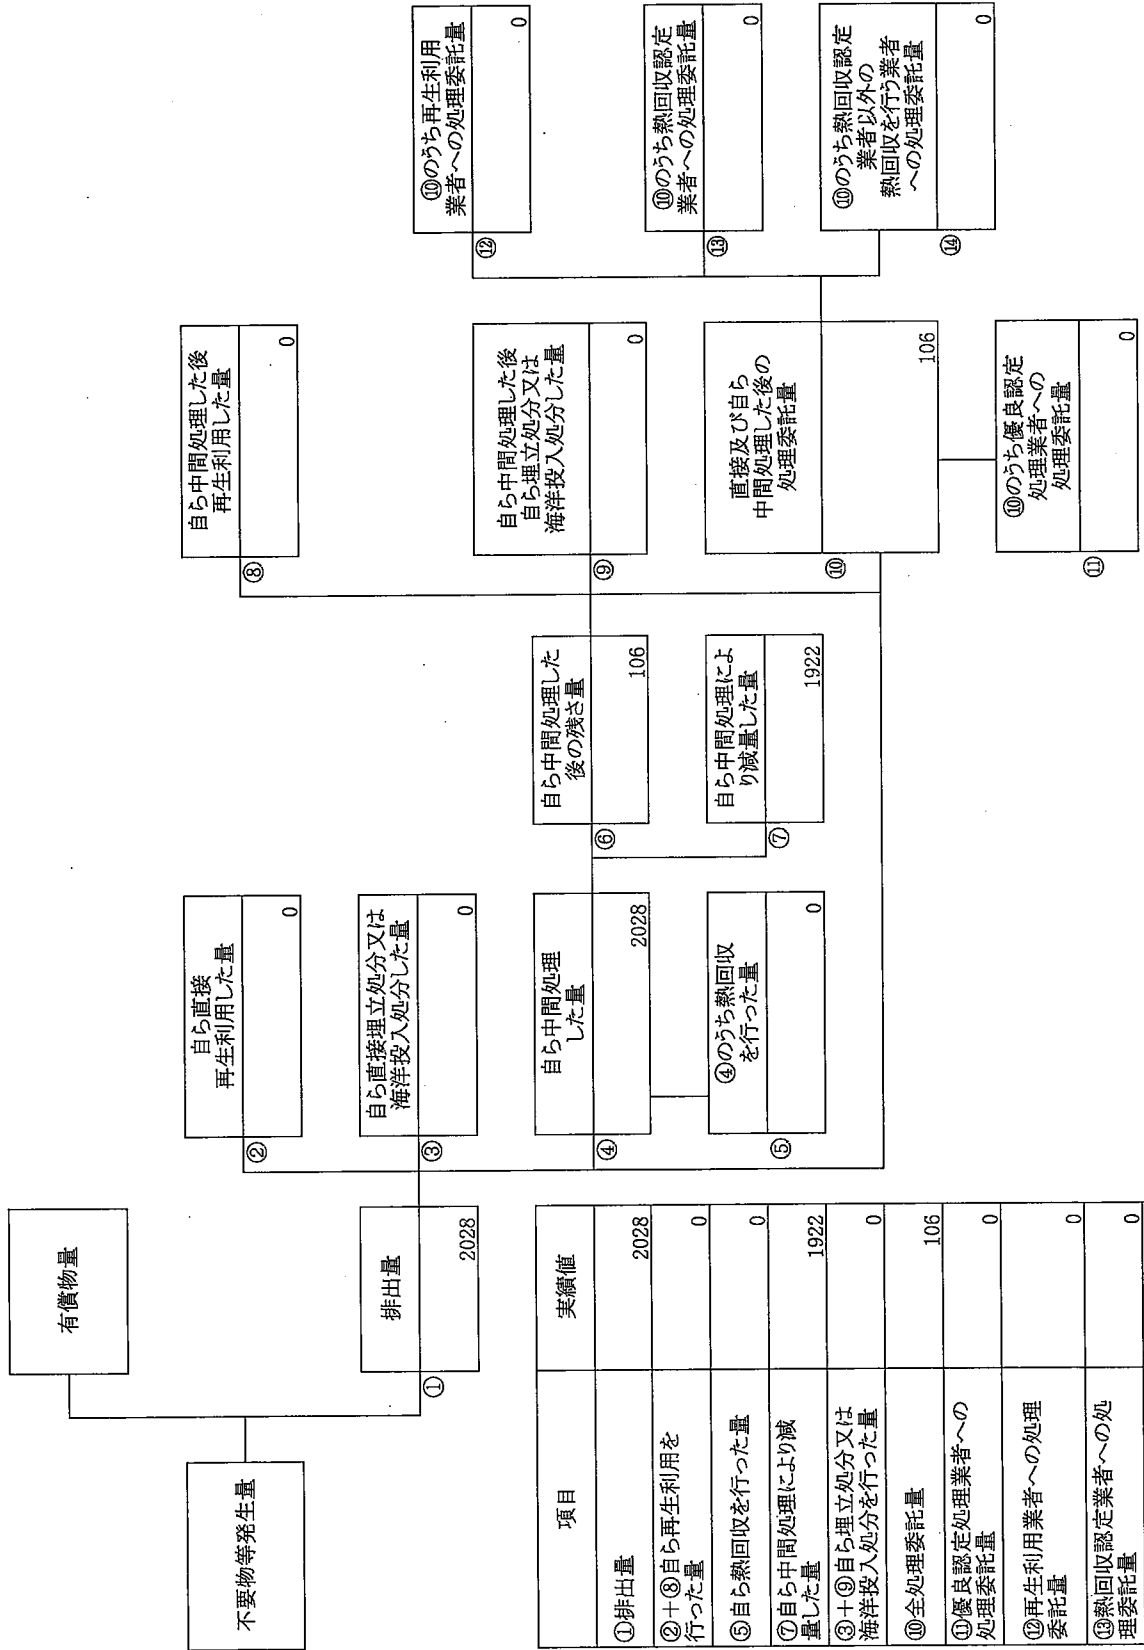 不要物等発生量
有償物量
①
排出量
2028
②
自ら直接
再生利用した量
0
③
自ら直接埋立処分又は
海洋投入処分した量
0
④
自ら中間処理
した量
2028
⑤
④のうち熱回収
を行った量
0
⑥
自ら中間処理した
後の残さ量
106
⑦
自ら中間処理によ
り減量した量
1922
⑧
自ら中間処理した後
再生利用した量
0
⑨
自ら中間処理した後
自ら埋立処分又は
海洋投入処分した量
0
⑩
直接及び自ら
中間処理した後の
処理委託量
106
⑪
⑩のうち優良認定
処理業者への
処理委託量
0
⑫
⑩のうち再生利用
業者への処理委託量
0
⑬
⑩のうち熱回収認定
業者への処理委託量
0
⑭
⑩のうち熱回収認定
業者以外の
熱回収を行う業者
への処理委託量
0
項目 実績値
①排出量 2028
②+⑧自ら再生利用を
行った量 0
⑤自ら熱回収を行った量 0
⑦自ら中間処理により減
量した量 1922
③+⑨自ら埋立処分又は
海洋投入処分を行った量 0
⑩全処理委託量 106
⑪優良認定処理業者への
処理委託量 0
⑫再生利用業者への処理
委託量 0
⑬熱回収認定業者への処
理委託量 0